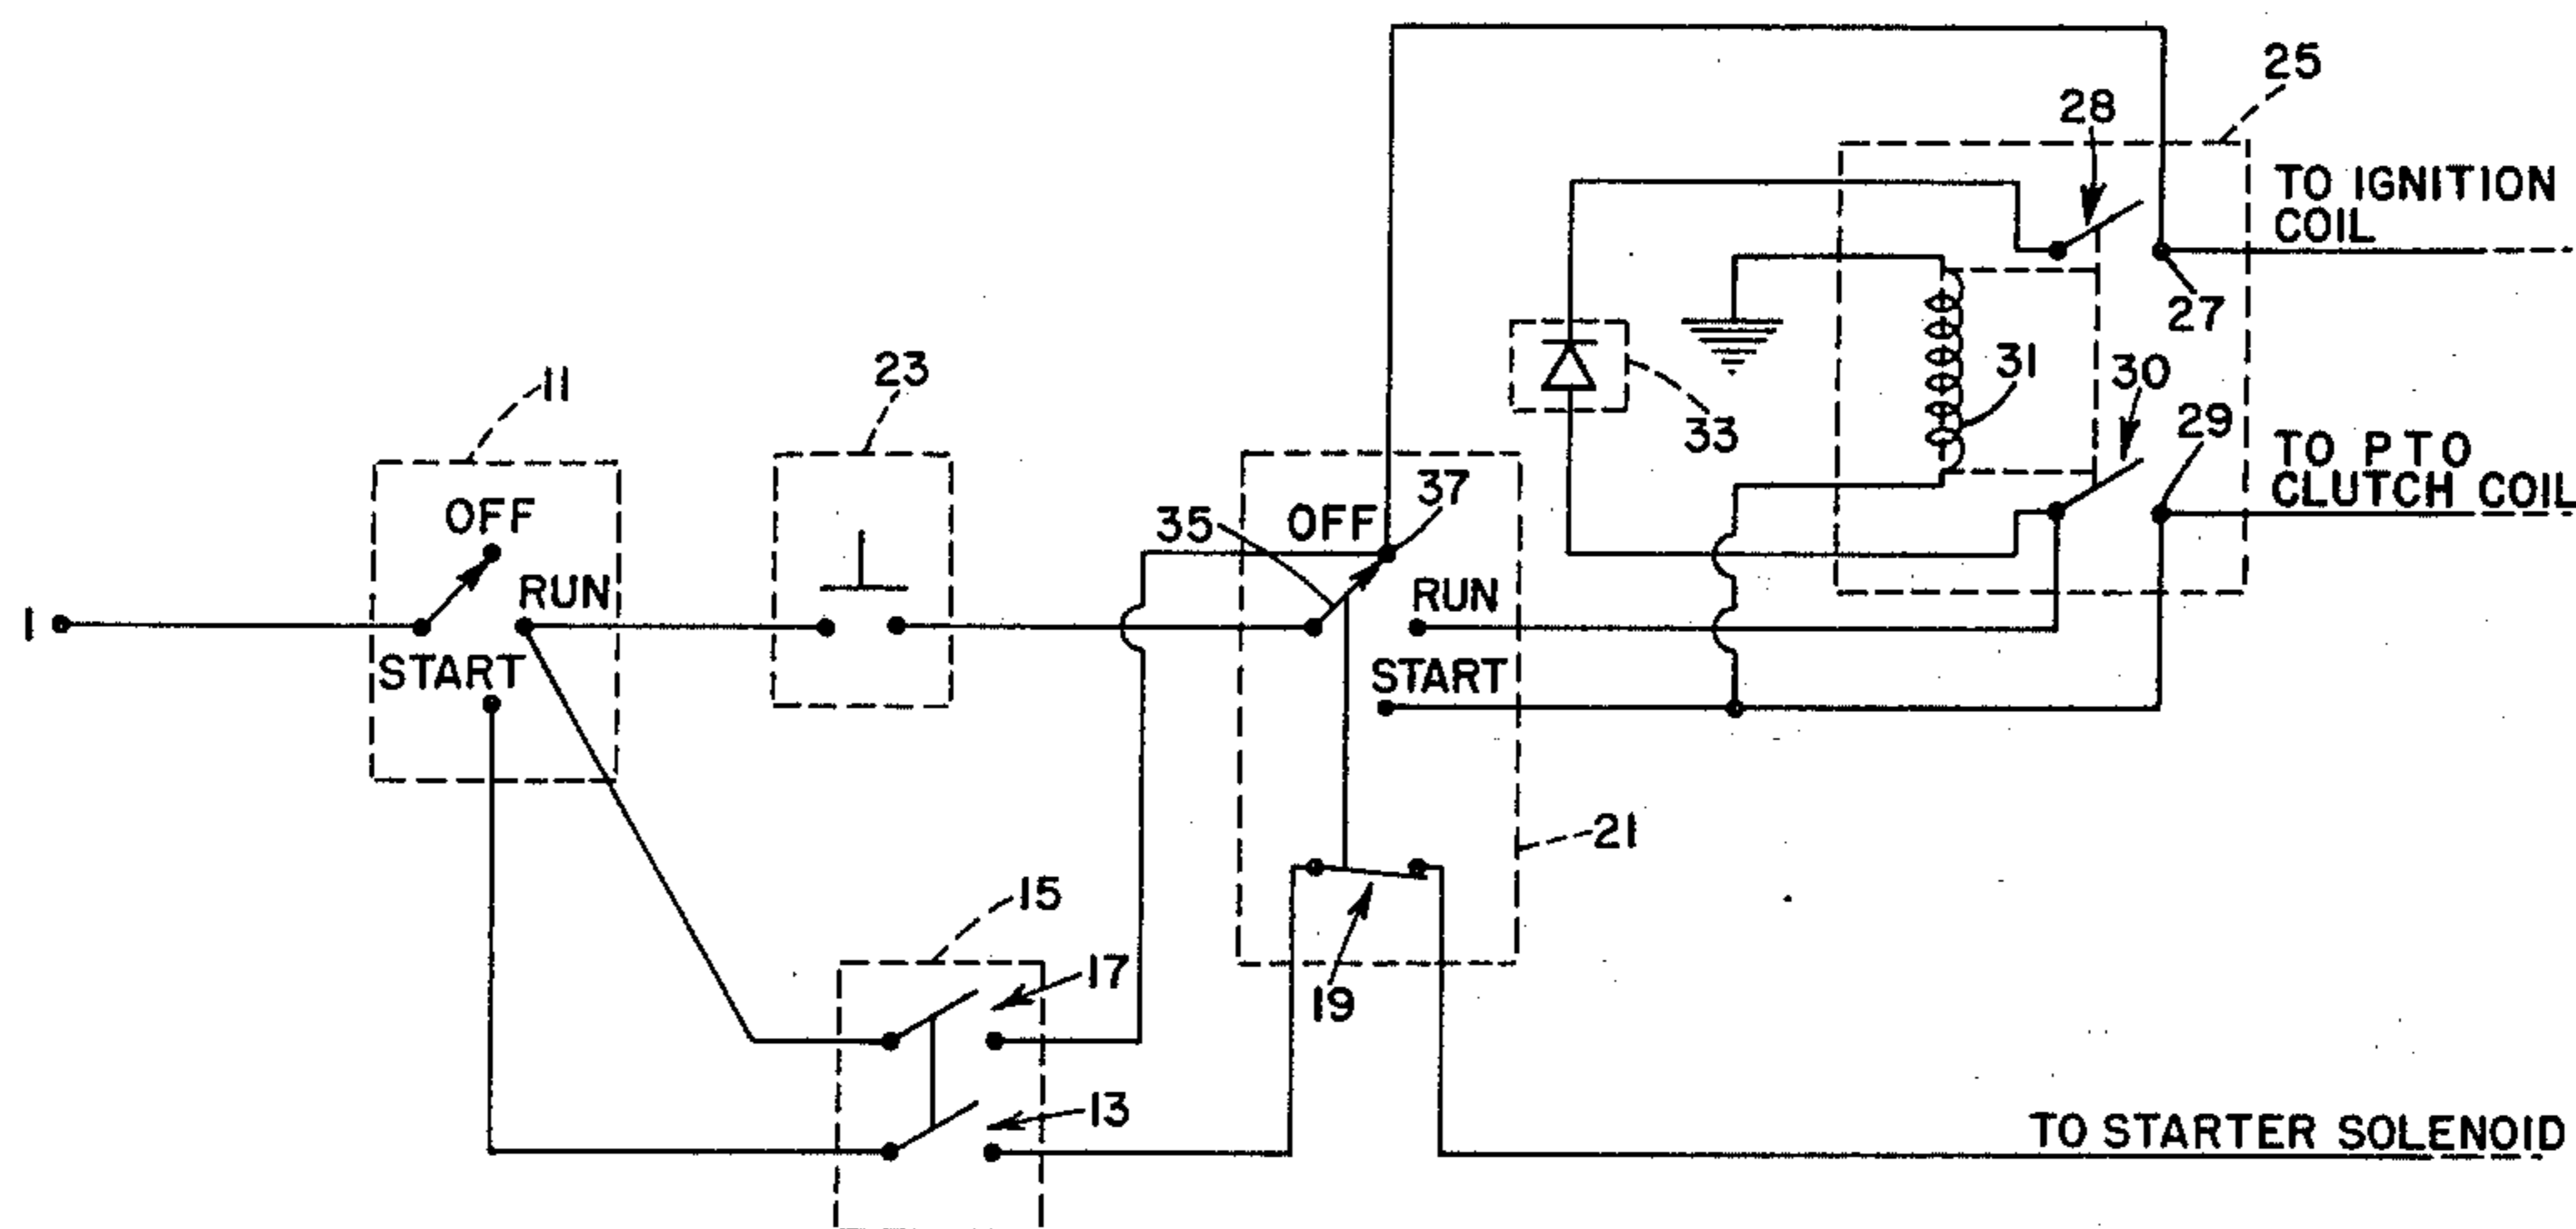 25
28
TO IGNITION
COIL
27
11
23
33
31
30
29
TO PTO
CLUTCH COIL
OFF
35
OFF
37
1
RUN
RUN
START
START
21
15
17
19
13
TO STARTER SOLENOID